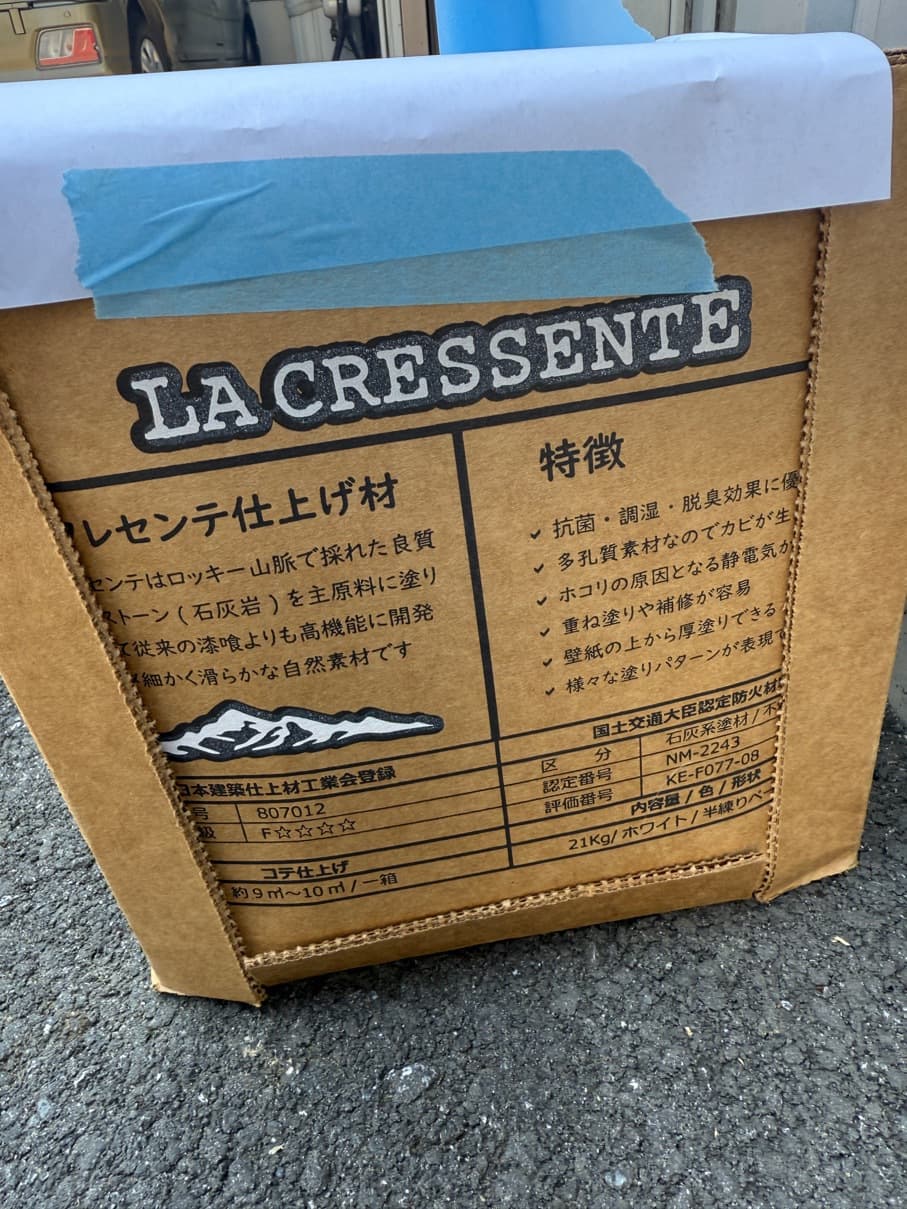 LA CRESSENTE
レセンテ仕上げ材
センテはロッキー山脈で採れた良質
トーン(石灰岩)を主原料に塗り
て従来の漆喰よりも高機能に開発
細かく滑らかな自然素材です
日本建築仕上材工業会登録
号 807012
級 F☆☆☆☆
コテ仕上げ
約9㎡～10㎡/一箱
特徴
✓ 抗菌・調湿・脱臭効果に優
✓ 多孔質素材なのでカビが生
✓ ホコリの原因となる静電気が
✓ 重ね塗りや補修が容易
✓ 壁紙の上から厚塗りできる
✓ 様々な塗りパターンが表現で
国土交通大臣認定防火材
区 分 石灰系塗材/不
認定番号 NM-2243
評価番号 KE-F077-08
内容量/色/形状
21Kg/ホワイト/半練りペー